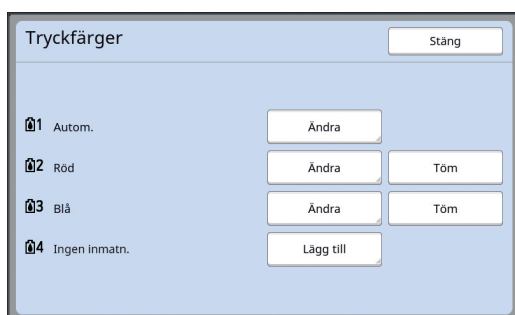 Tryckfärger
Stäng
1 Autom. Ändra
2 Röd Ändra Töm
3 Blå Ändra Töm
4 Ingen inmatn. Lägg till